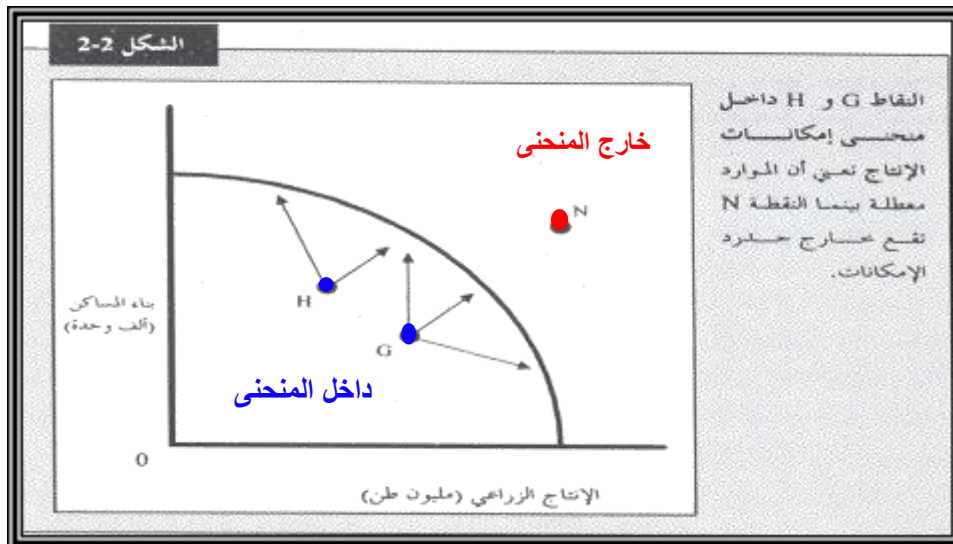 الشكل 2-2
النقاط G و H داخل
منحنى إمكانات
الإنتاج تعني أن الموارد
معطلة بينما النقطة N
تقع خارج حدود
الإمكانات.
خارج المنحنى
N
H
G
بناء المساكن
(ألف وحدة)
داخل المنحنى
0
الإنتاج الزراعي (مليون طن)